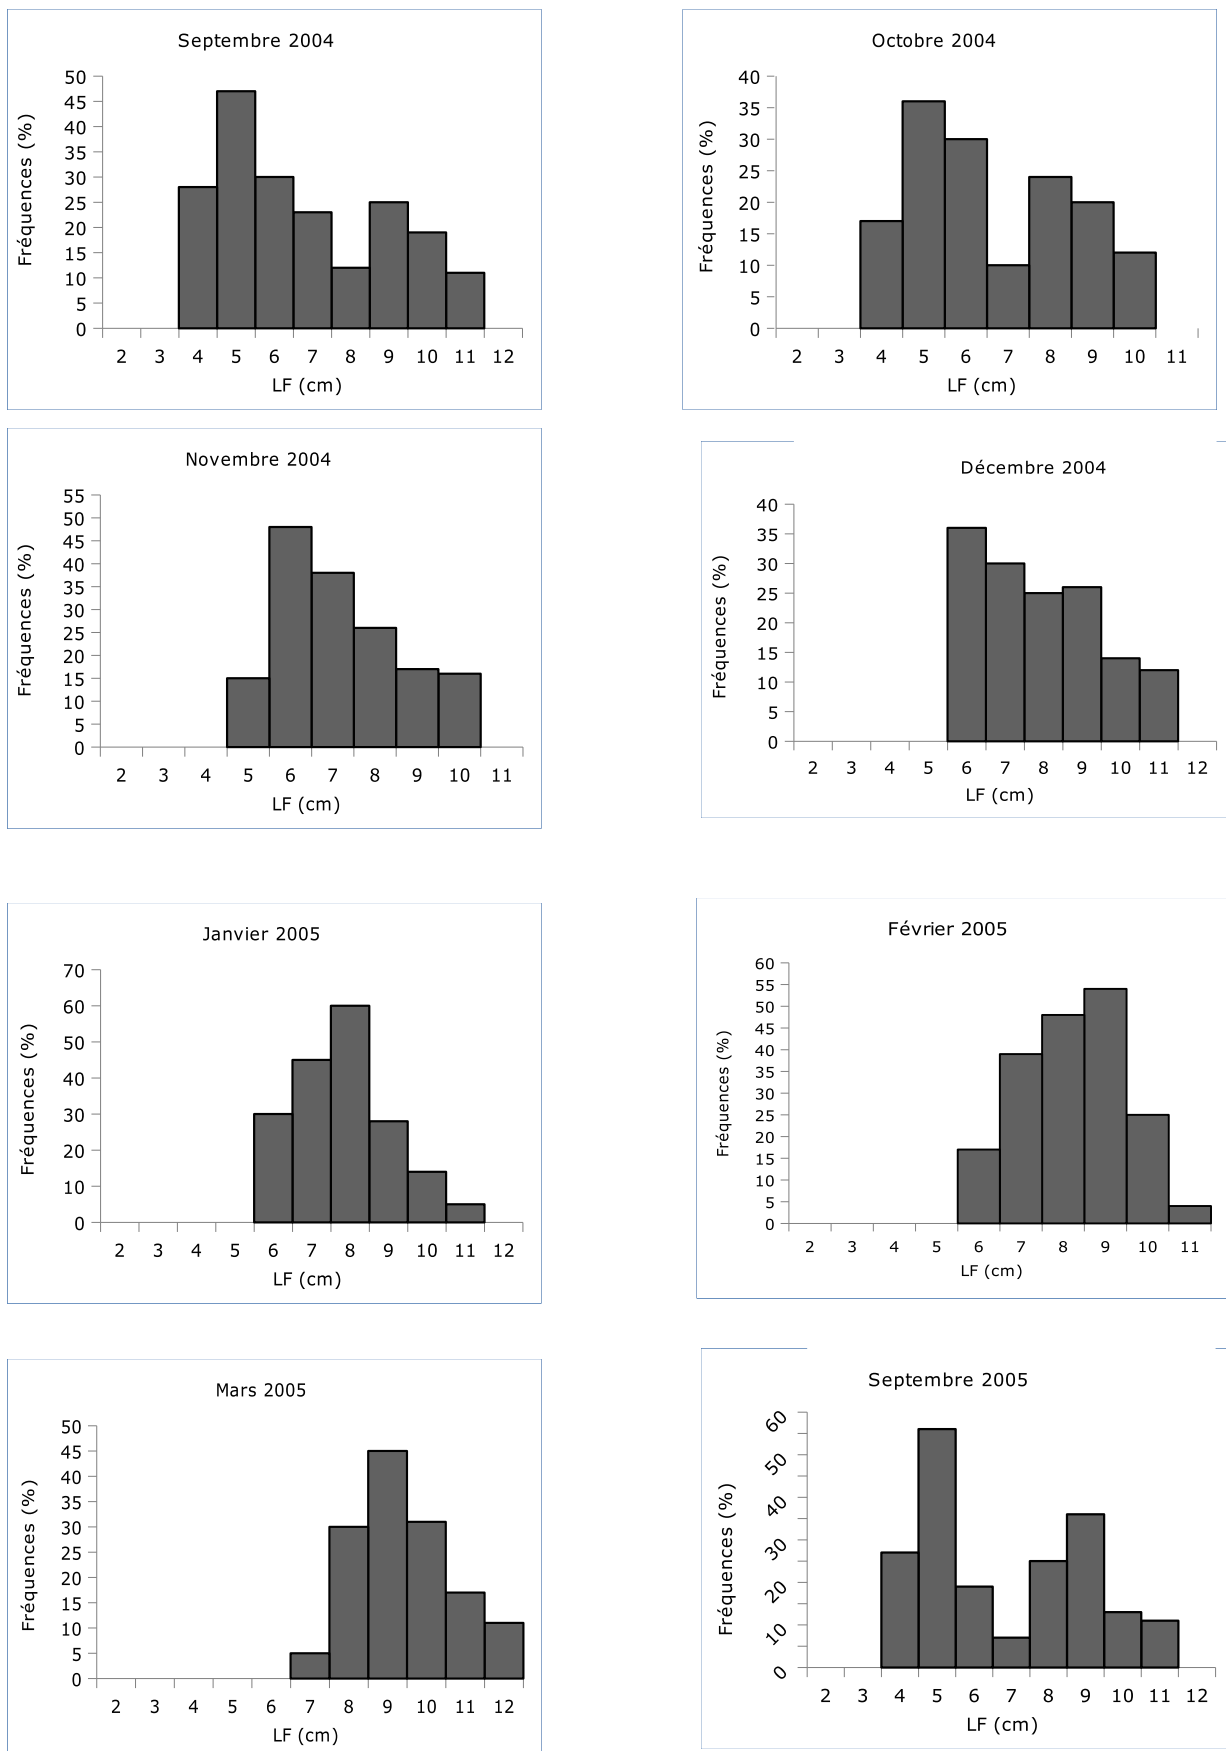 Septembre 2004
Fréquences (%)
50
45
40
35
30
25
20
15
10
5
0
2 3 4 5 6 7 8 9 10 11 12
LF (cm)
Octobre 2004
Fréquences (%)
40
35
30
25
20
15
10
5
0
2 3 4 5 6 7 8 9 10 11
LF (cm)
Novembre 2004
Fréquences (%)
55
50
45
40
35
30
25
20
15
10
5
0
2 3 4 5 6 7 8 9 10 11
LF (cm)
Décembre 2004
Fréquences (%)
40
35
30
25
20
15
10
5
0
2 3 4 5 6 7 8 9 10 11 12
LF (cm)
Janvier 2005
Fréquences (%)
70
60
50
40
30
20
10
0
2 3 4 5 6 7 8 9 10 11 12
LF (cm)
Février 2005
Fréquences (%)
60
55
50
45
40
35
30
25
20
15
10
5
0
2 3 4 5 6 7 8 9 10 11
LF (cm)
Mars 2005
Fréquences (%)
50
45
40
35
30
25
20
15
10
5
0
2 3 4 5 6 7 8 9 10 11 12
LF (cm)
Septembre 2005
Fréquences (%)
60
50
40
30
20
10
0
2 3 4 5 6 7 8 9 10 11 12
LF (cm)